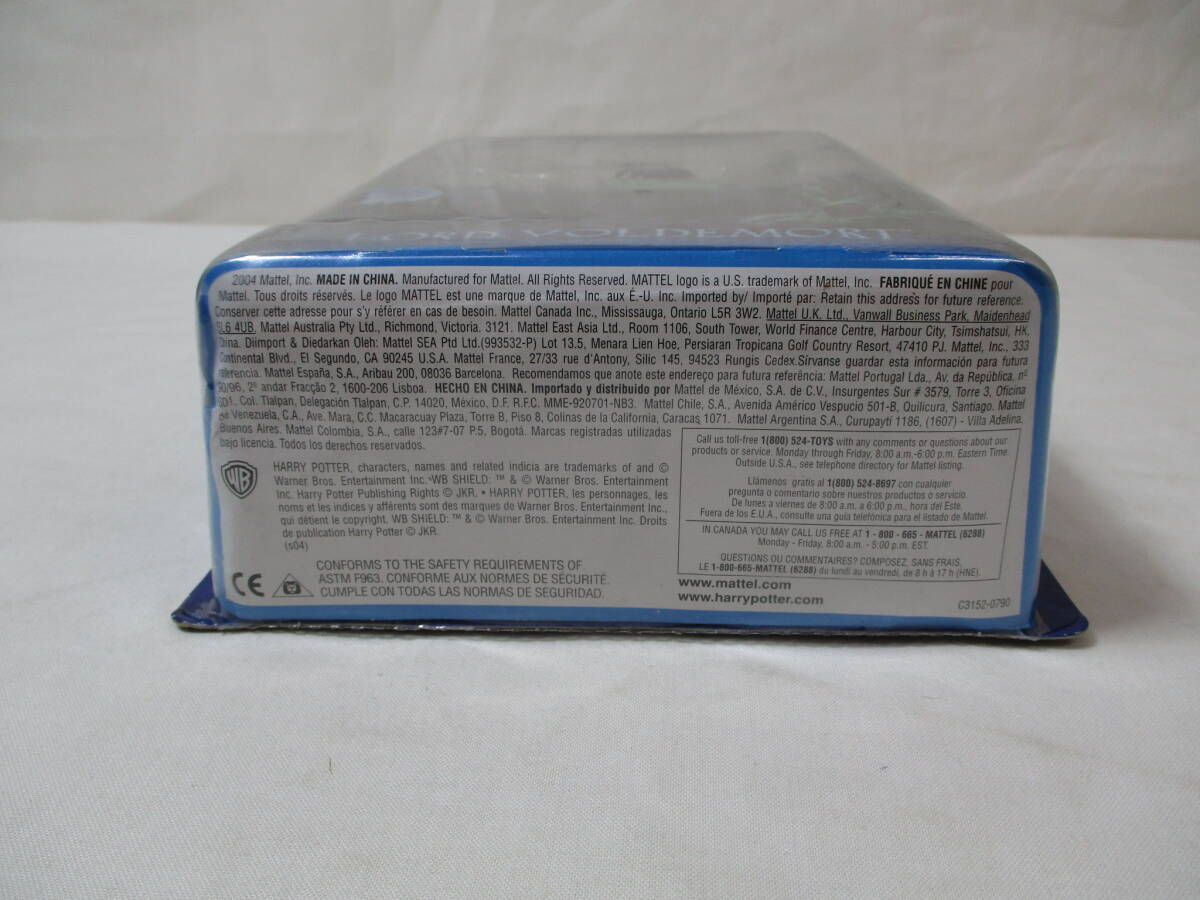 LORD VOLDEMORT
2004 Mattel, Inc. MADE IN CHINA. Manufactured for Mattel. All Rights Reserved. MATTEL logo is a U.S. trademark of Mattel, Inc. FABRIQUÉ EN CHINE pour
Mattel. Tous droits réservés. Le logo MATTEL est une marque de Mattel, Inc. aux É.-U. Inc. Imported by/ Importé par: Retain this address for future reference.
Conserver cette adresse pour s'y référer en cas de besoin. Mattel Canada Inc., Mississauga, Ontario L5R 3W2. Mattel U.K. Ltd., Vanwall Business Park, Maidenhead
SL6 4UB. Mattel Australia Pty Ltd., Richmond, Victoria. 3121. Mattel East Asia Ltd., Room 1106, South Tower, World Finance Centre, Harbour City, Tsimshatsui, HK,
China. Diimport & Diedarkan Oleh: Mattel SEA Ptd Ltd.(993532-P) Lot 13.5, Menara Lien Hoe, Persiaran Tropicana Golf Country Resort, 47410 PJ. Mattel, Inc., 333
Continental Blvd., El Segundo, CA 90245 U.S.A. Mattel France, 27/33 rue d'Antony, Silic 145, 94523 Rungis Cedex.Sírvanse guardar esta información para futura
referencia. Mattel España, S.A., Aribau 200, 08036 Barcelona. Recomendamos que anote este endereço para futura referência: Mattel Portugal Lda., Av. da República, nº
90/96, 2º andar Fracção 2, 1600-206 Lisboa. HECHO EN CHINA. Importado y distribuido por Mattel de México, S.A. de C.V., Insurgentes Sur # 3579, Torre 3, Oficina
601, Col. Tlalpan, Delegación Tlalpan, C.P. 14020, México, D.F. R.F.C. MME-920701-NB3. Mattel Chile, S.A., Avenida Américo Vespucio 501-B, Quilicura, Santiago. Mattel
de Venezuela, C.A., Ave. Mara, C.C. Macaracuay Plaza, Torre B, Piso 8, Colinas de la California, Caracas 1071. Mattel Argentina S.A., Curupaytí 1186, (1607) - Villa Adelina,
Buenos Aires. Mattel Colombia, S.A., calle 123#7-07 P.5, Bogotá. Marcas registradas utilizadas
bajo licencia. Todos los derechos reservados.
WB
HARRY POTTER, characters, names and related indicia are trademarks of and ©
Warner Bros. Entertainment Inc.•WB SHIELD: ™ & © Warner Bros. Entertainment
Inc. Harry Potter Publishing Rights © JKR. • HARRY POTTER, les personnages, les
noms et les indices y afférents sont des marques de Warner Bros. Entertainment Inc.,
qui détient le copyright. WB SHIELD: ™ & © Warner Bros. Entertainment Inc. Droits
de publication Harry Potter © JKR.
(s04)
CE
CONFORMS TO THE SAFETY REQUIREMENTS OF
ASTM F963. CONFORME AUX NORMES DE SÉCURITÉ.
CUMPLE CON TODAS LAS NORMAS DE SEGURIDAD.
Call us toll-free 1(800) 524-TOYS with any comments or questions about our
products or service. Monday through Friday, 8:00 a.m.-6:00 p.m. Eastern Time.
Outside U.S.A., see telephone directory for Mattel listing.
Llámenos gratis al 1(800) 524-8697 con cualquier
pregunta o comentario sobre nuestros productos o servicio.
De lunes a viernes de 8:00 a.m. a 6:00 p.m., hora del Este.
Fuera de los E.U.A., consulte una guía telefónica para el listado de Mattel.
IN CANADA YOU MAY CALL US FREE AT 1 - 800 - 665 - MATTEL (6288)
Monday - Friday, 8:00 a.m. - 5:00 p.m. EST.
QUESTIONS OU COMMENTAIRES? COMPOSEZ, SANS FRAIS,
LE 1-800-665-MATTEL (6288) du lundi au vendredi, de 8 h à 17 h (HNE).
www.mattel.com
www.harrypotter.com
C3152-0790